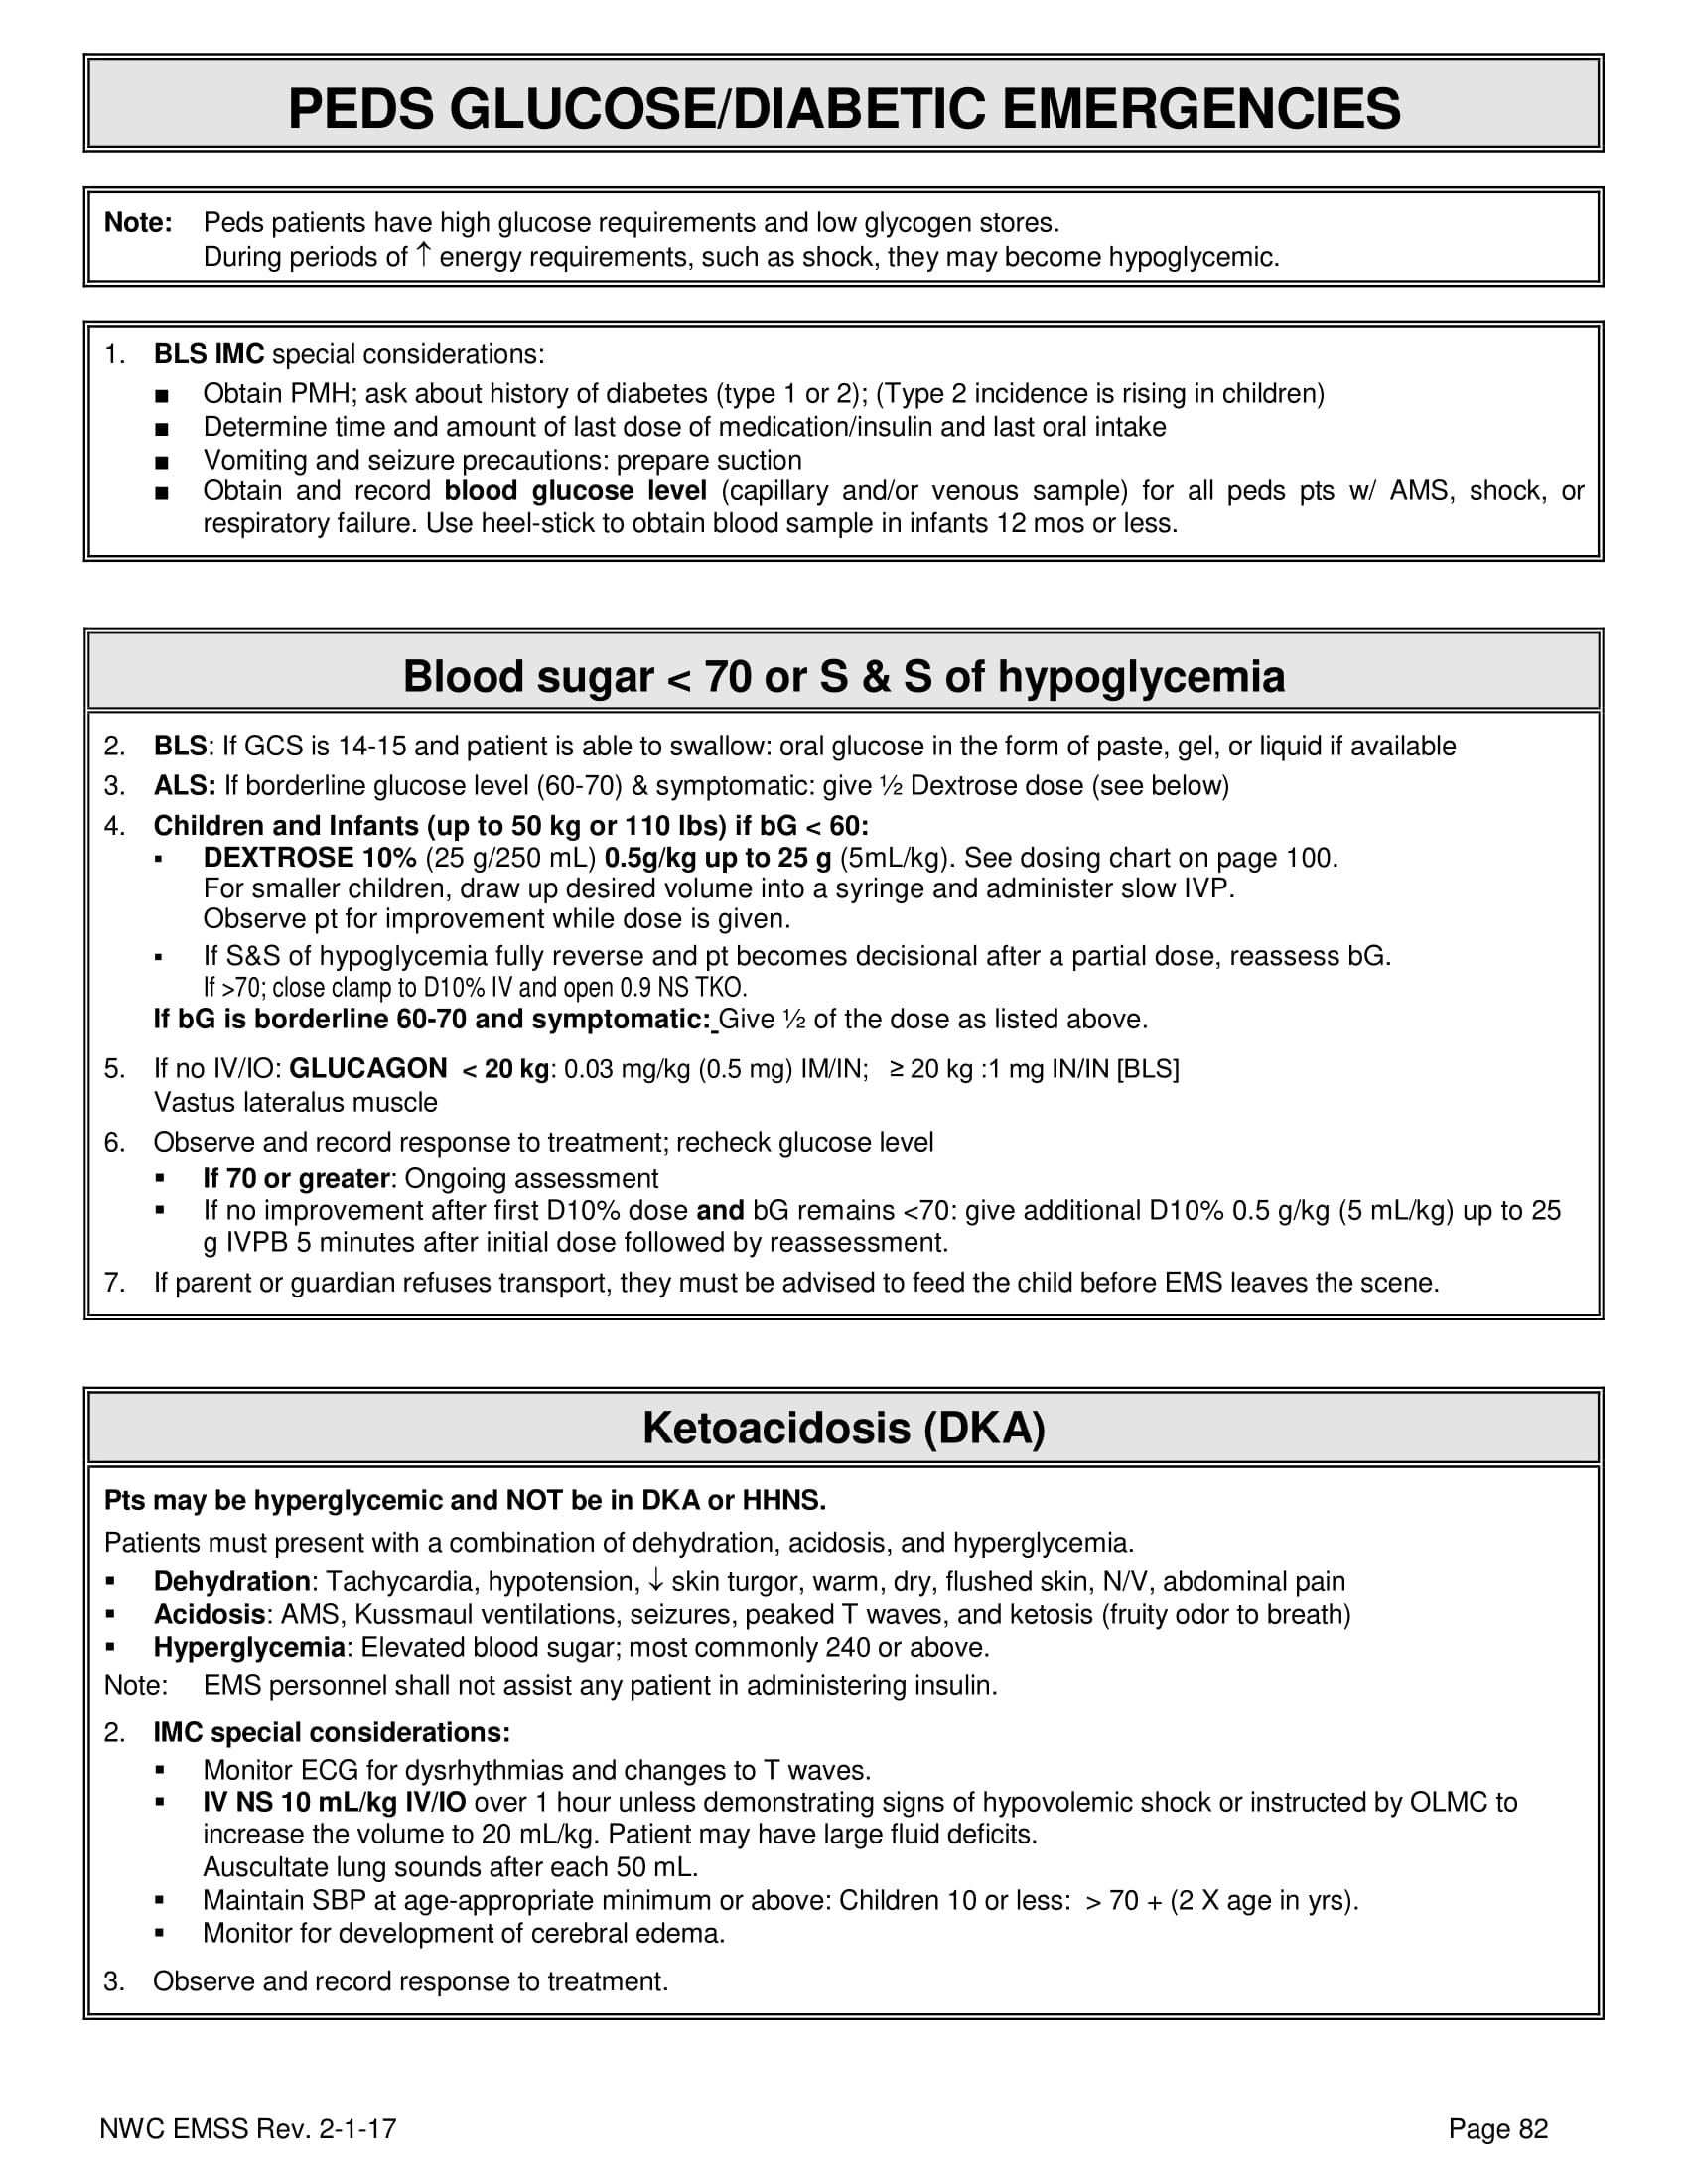 PEDS GLUCOSE/DIABETIC EMERGENCIES
Note: Peds patients have high glucose requirements and low glycogen stores.
During periods of ↑ energy requirements, such as shock, they may become hypoglycemic.
1. BLS IMC special considerations:
■ Obtain PMH; ask about history of diabetes (type 1 or 2); (Type 2 incidence is rising in children)
■ Determine time and amount of last dose of medication/insulin and last oral intake
■ Vomiting and seizure precautions: prepare suction
■ Obtain and record blood glucose level (capillary and/or venous sample) for all peds pts w/ AMS, shock, or
respiratory failure. Use heel-stick to obtain blood sample in infants 12 mos or less.
Blood sugar < 70 or S & S of hypoglycemia
2. BLS: If GCS is 14-15 and patient is able to swallow: oral glucose in the form of paste, gel, or liquid if available
3. ALS: If borderline glucose level (60-70) & symptomatic: give ½ Dextrose dose (see below)
4. Children and Infants (up to 50 kg or 110 lbs) if bG < 60:
▪ DEXTROSE 10% (25 g/250 mL) 0.5g/kg up to 25 g (5mL/kg). See dosing chart on page 100.
For smaller children, draw up desired volume into a syringe and administer slow IVP.
Observe pt for improvement while dose is given.
▪ If S&S of hypoglycemia fully reverse and pt becomes decisional after a partial dose, reassess bG.
If >70; close clamp to D10% IV and open 0.9 NS TKO.
If bG is borderline 60-70 and symptomatic: Give ½ of the dose as listed above.
5. If no IV/IO: GLUCAGON < 20 kg: 0.03 mg/kg (0.5 mg) IM/IN; ≥ 20 kg :1 mg IN/IN [BLS]
Vastus lateralus muscle
6. Observe and record response to treatment; recheck glucose level
▪ If 70 or greater: Ongoing assessment
▪ If no improvement after first D10% dose and bG remains <70: give additional D10% 0.5 g/kg (5 mL/kg) up to 25
g IVPB 5 minutes after initial dose followed by reassessment.
7. If parent or guardian refuses transport, they must be advised to feed the child before EMS leaves the scene.
Ketoacidosis (DKA)
Pts may be hyperglycemic and NOT be in DKA or HHNS.
Patients must present with a combination of dehydration, acidosis, and hyperglycemia.
▪ Dehydration: Tachycardia, hypotension, ↓ skin turgor, warm, dry, flushed skin, N/V, abdominal pain
▪ Acidosis: AMS, Kussmaul ventilations, seizures, peaked T waves, and ketosis (fruity odor to breath)
▪ Hyperglycemia: Elevated blood sugar; most commonly 240 or above.
Note: EMS personnel shall not assist any patient in administering insulin.
2. IMC special considerations:
▪ Monitor ECG for dysrhythmias and changes to T waves.
▪ IV NS 10 mL/kg IV/IO over 1 hour unless demonstrating signs of hypovolemic shock or instructed by OLMC to
increase the volume to 20 mL/kg. Patient may have large fluid deficits.
Auscultate lung sounds after each 50 mL.
▪ Maintain SBP at age-appropriate minimum or above: Children 10 or less: > 70 + (2 X age in yrs).
▪ Monitor for development of cerebral edema.
3. Observe and record response to treatment.
NWC EMSS Rev. 2-1-17 Page 82